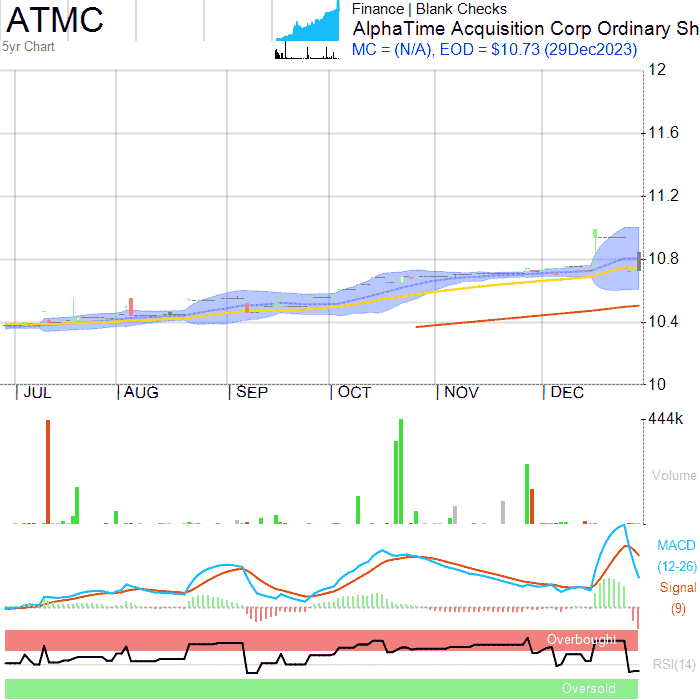 ATMC
5yr Chart
Finance | Blank Checks
AlphaTime Acquisition Corp Ordinary Sh
MC = (N/A), EOD = $10.73 (29Dec2023)
12
11.6
11.2
10.8
10.4
10
JUL AUG SEP OCT NOV DEC
444k
Volume
MACD
(12-26)
Signal
(9)
Overbought
RSI(14)
Oversold